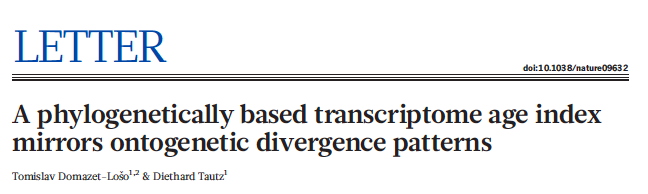 LETTER
doi:10.1038/nature09632
A phylogenetically based transcriptome age index
mirrors ontogenetic divergence patterns
Tomislav Domazet-Lošo1,2 & Diethard Tautz1